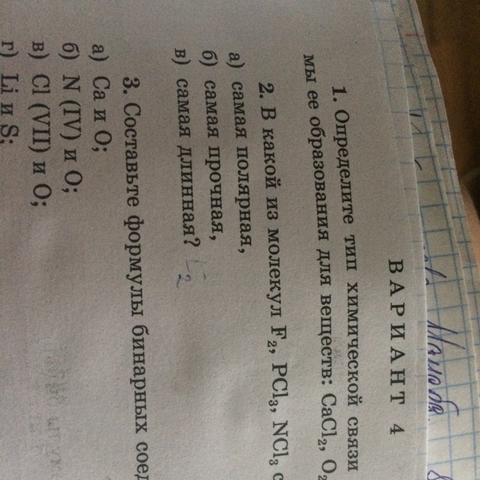 ВАРИАНТ 4
1. Определите тип химической связи
мы ее образования для веществ: CaCl₂, O₂
2. В какой из молекул F₂, PCl₃, NCl₃ с
а) самая полярная,
б) самая прочная,
в) самая длинная?
3. Составьте формулы бинарных соед
а) Ca и O;
б) N (IV) и O;
в) Cl (VII) и O;
г) Li и S;